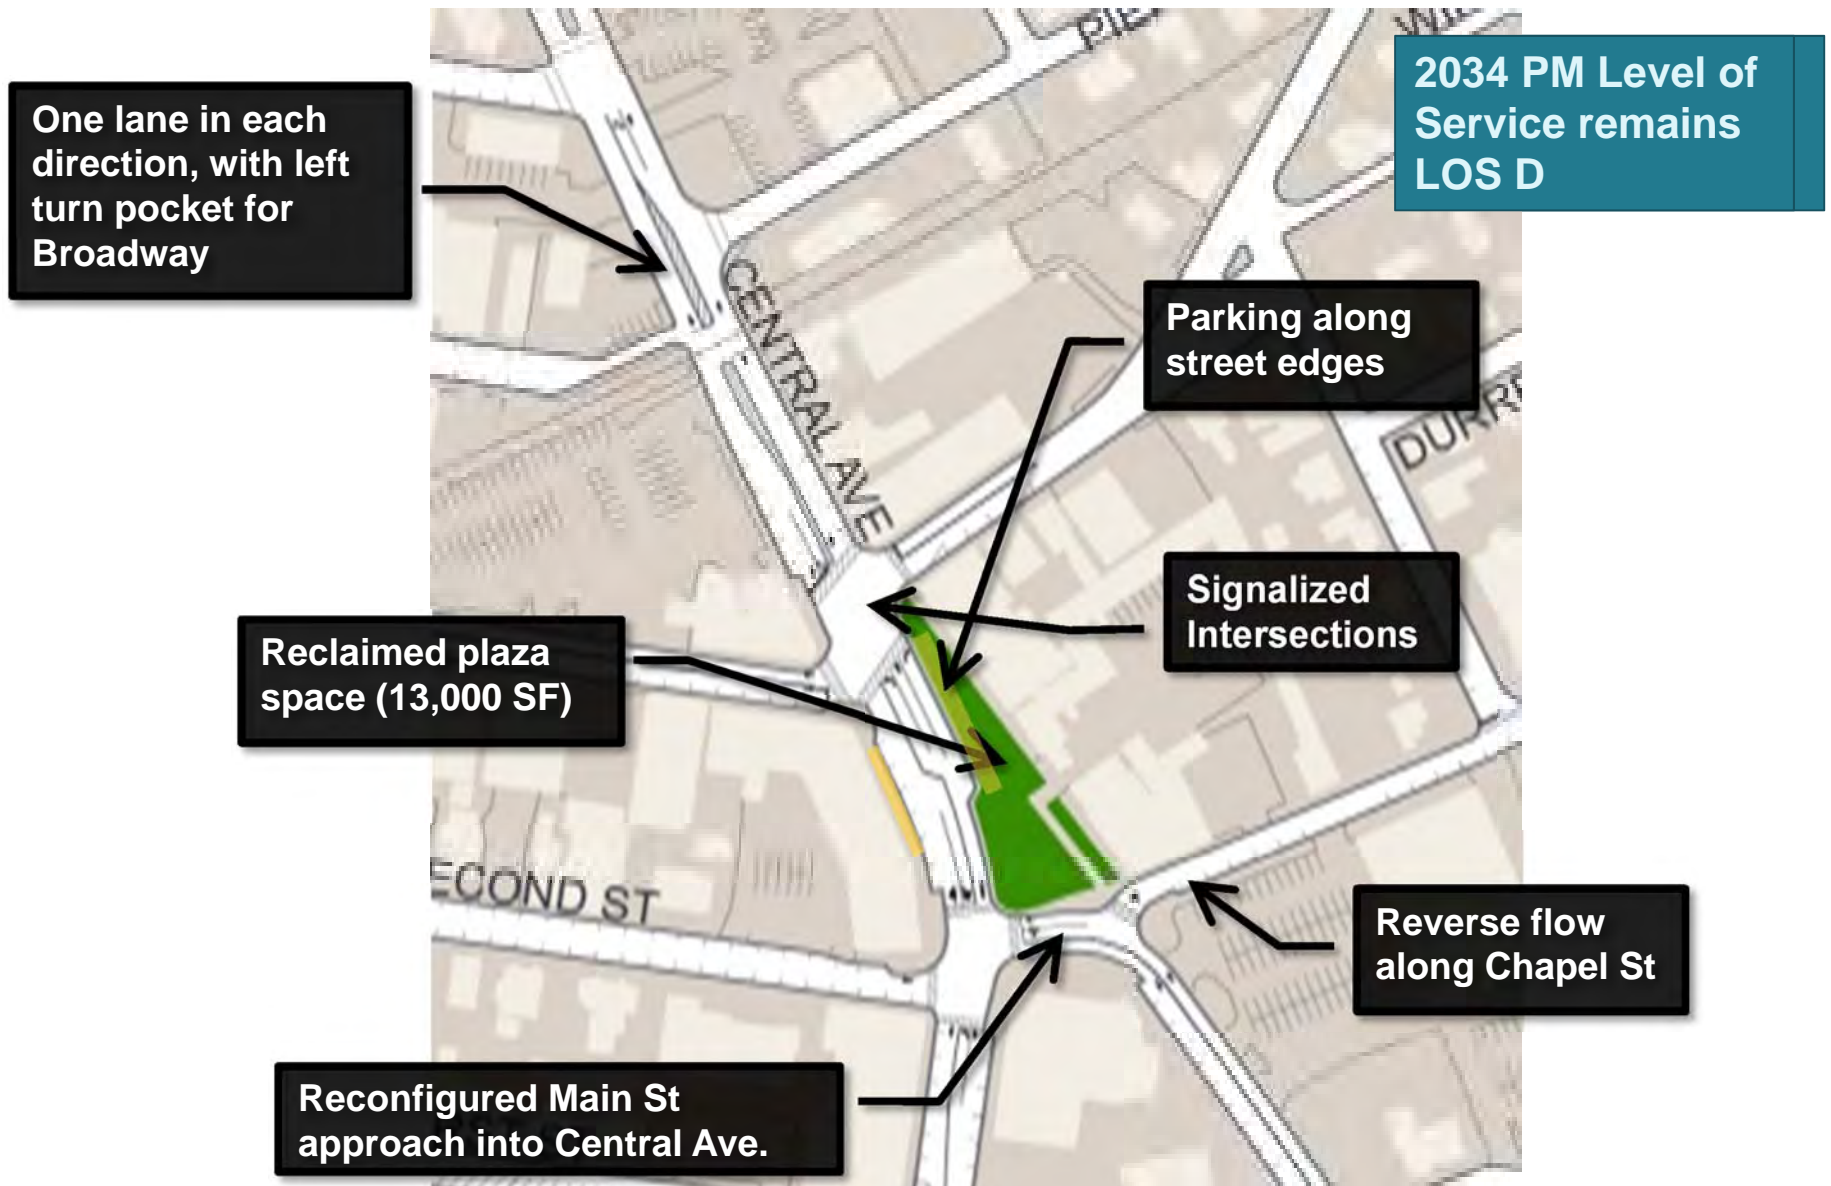 One lane in each
direction, with left
turn pocket for
Broadway
2034 PM Level of
Service remains
LOS D
CENTRAL AVE
Parking along
street edges
Signalized
Intersections
Reclaimed plaza
space (13,000 SF)
ECOND ST
Reverse flow
along Chapel St
Reconfigured Main St
approach into Central Ave.